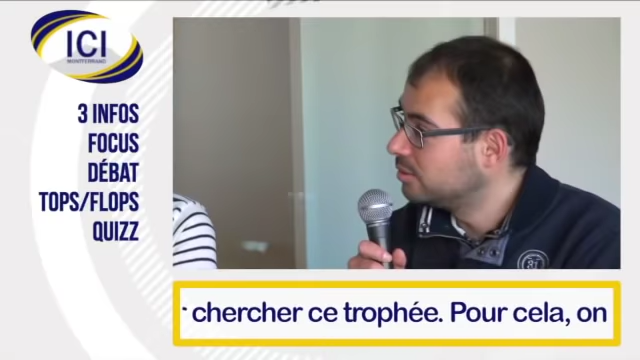 ICI
MONTFERRAND
3 INFOS
FOCUS
DÉBAT
TOPS/FLOPS
QUIZZ
chercher ce trophée. Pour cela, on